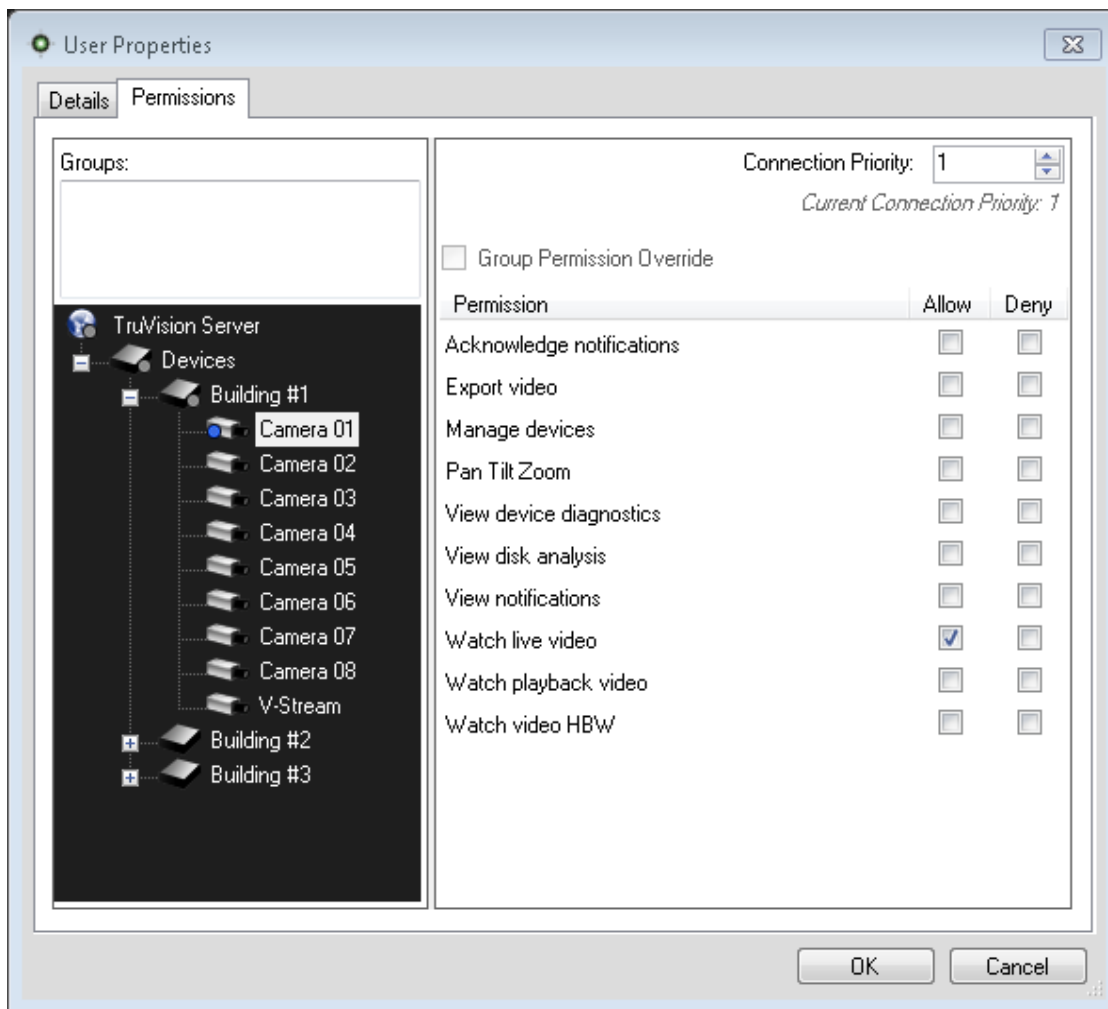 User Properties
Details
Permissions
Groups:
TruVision Server
Devices
Building #1
Camera 01
Camera 02
Camera 03
Camera 04
Camera 05
Camera 06
Camera 07
Camera 08
V-Stream
Building #2
Building #3
Connection Priority: 1
Current Connection Priority: 1
Group Permission Override
Permission Allow Deny
Acknowledge notifications
Export video
Manage devices
Pan Tilt Zoom
View device diagnostics
View disk analysis
View notifications
Watch live video
Watch playback video
Watch video HBW
OK
Cancel